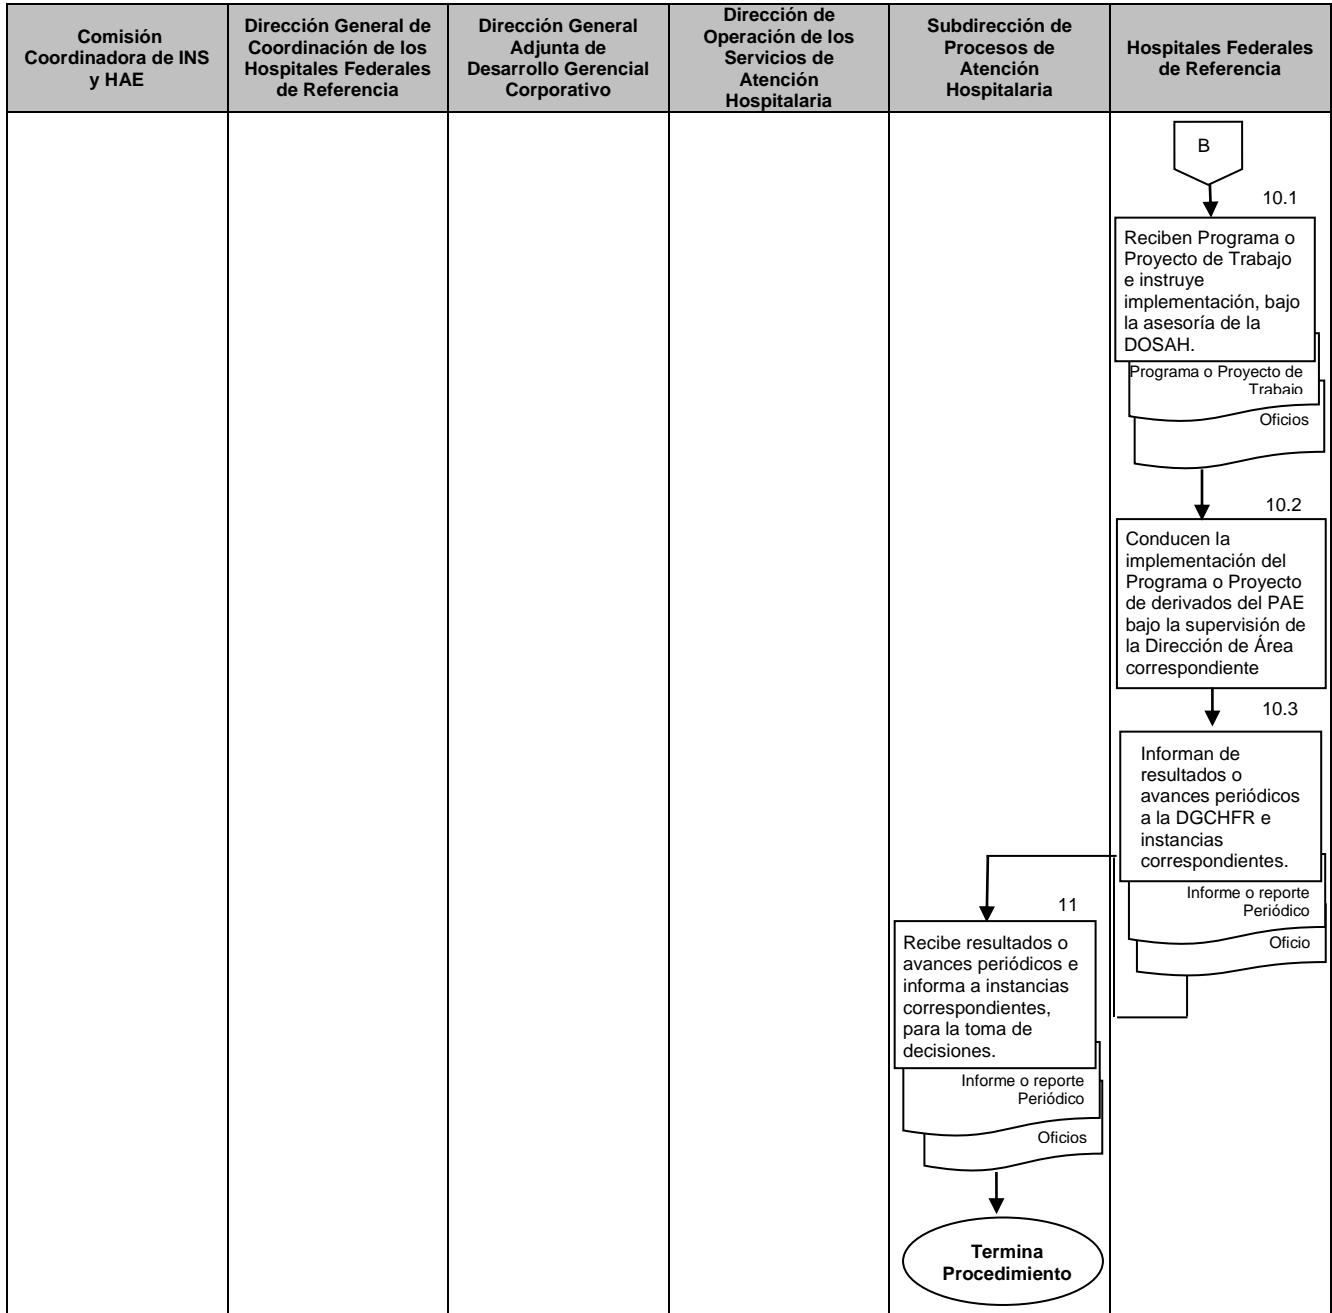 Comisión
Coordinadora de INS
y HAE
Dirección General de
Coordinación de los
Hospitales Federales
de Referencia
Dirección General
Adjunta de
Desarrollo Gerencial
Corporativo
Dirección de
Operación de los
Servicios de
Atención
Hospitalaria
Subdirección de
Procesos de
Atención
Hospitalaria
Hospitales Federales
de Referencia
B
10.1
Reciben Programa o
Proyecto de Trabajo
e instruye
implementación, bajo
la asesoría de la
DOSAH.
Programa o Proyecto de
Trabajo
Oficios
10.2
Conducen la
implementación del
Programa o Proyecto
de derivados del PAE
bajo la supervisión de
la Dirección de Área
correspondiente
10.3
Informan de
resultados o
avances periódicos
a la DGCHFR e
instancias
correspondientes.
Informe o reporte
Periódico
Oficio
11
Recibe resultados o
avances periódicos e
informa a instancias
correspondientes,
para la toma de
decisiones.
Informe o reporte
Periódico
Oficios
Termina
Procedimiento